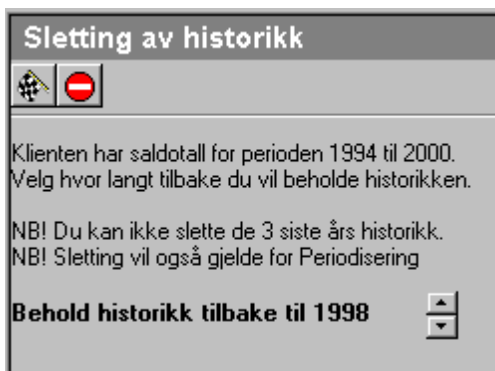 Sletting av historikk
Klienten har saldotall for perioden 1994 til 2000.
Velg hvor langt tilbake du vil beholde historikken.
NB! Du kan ikke slette de 3 siste års historikk.
NB! Sletting vil også gjelde for Periodisering
Behold historikk tilbake til 1998